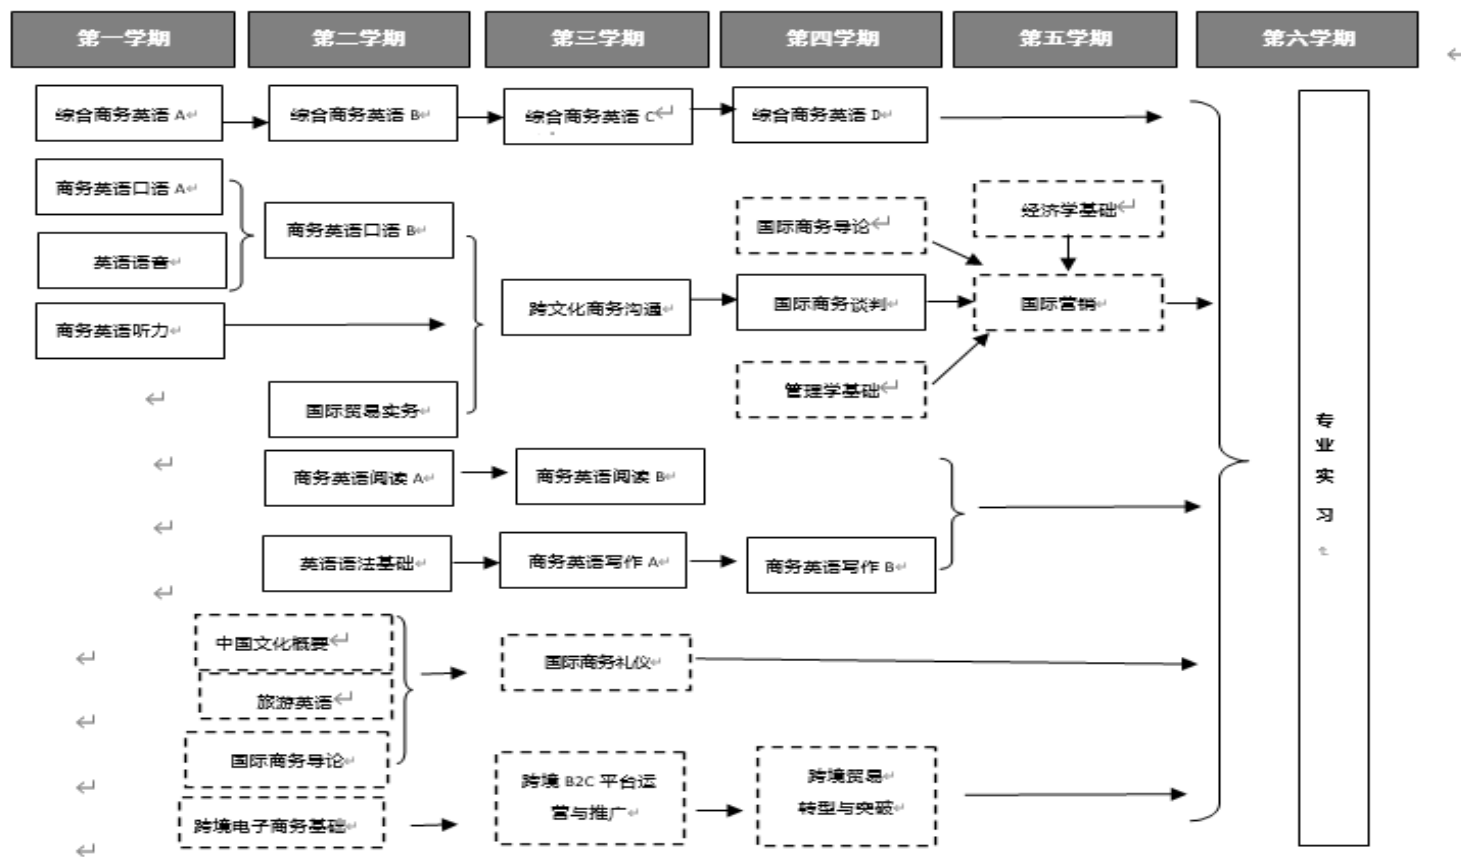 第一学期
第二学期
第三学期
第四学期
第五学期
第六学期
综合商务英语 A
综合商务英语 B
综合商务英语 C
综合商务英语 D
商务英语口语 A
英语语音
商务英语听力
商务英语口语 B
国际贸易实务
跨文化商务沟通
国际商务导论
国际商务谈判
管理学基础
经济学基础
国际营销
商务英语阅读 A
商务英语阅读 B
英语语法基础
商务英语写作 A
商务英语写作 B
中国文化概要
旅游英语
国际商务导论
国际商务礼仪
跨境电子商务基础
跨境 B2C 平台运
营与推广
跨境贸易
转型与突破
专
业
实
习